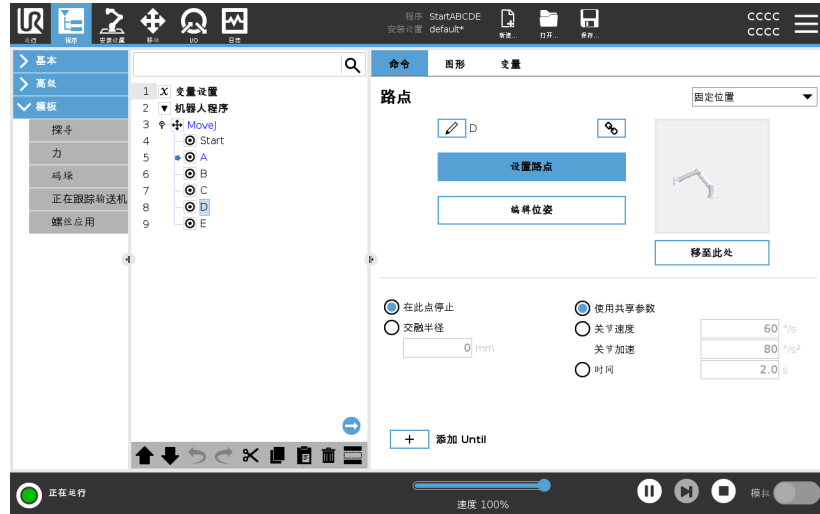 UR
运行
程序
安装设置
移动
I/O
日志
程序 StartABCDE
安装设置 default*
新建...
打开...
保存...
cccc
cccc
基本
高级
模板
探寻
力
码垛
正在跟踪输送机
螺丝应用
1 x 变量设置
2 机器人程序
3 MoveJ
4 Start
5 A
6 B
7 C
8 D
9 E
命令 图形 变量
路点
固定位置
D
设置路点
编辑位姿
移至此处
在此点停止
交融半径
0 mm
使用共享参数
关节速度 60 °/s
关节加速 80 °/s²
时间 2.0 s
+ 添加 Until
正在运行
速度 100%
模拟